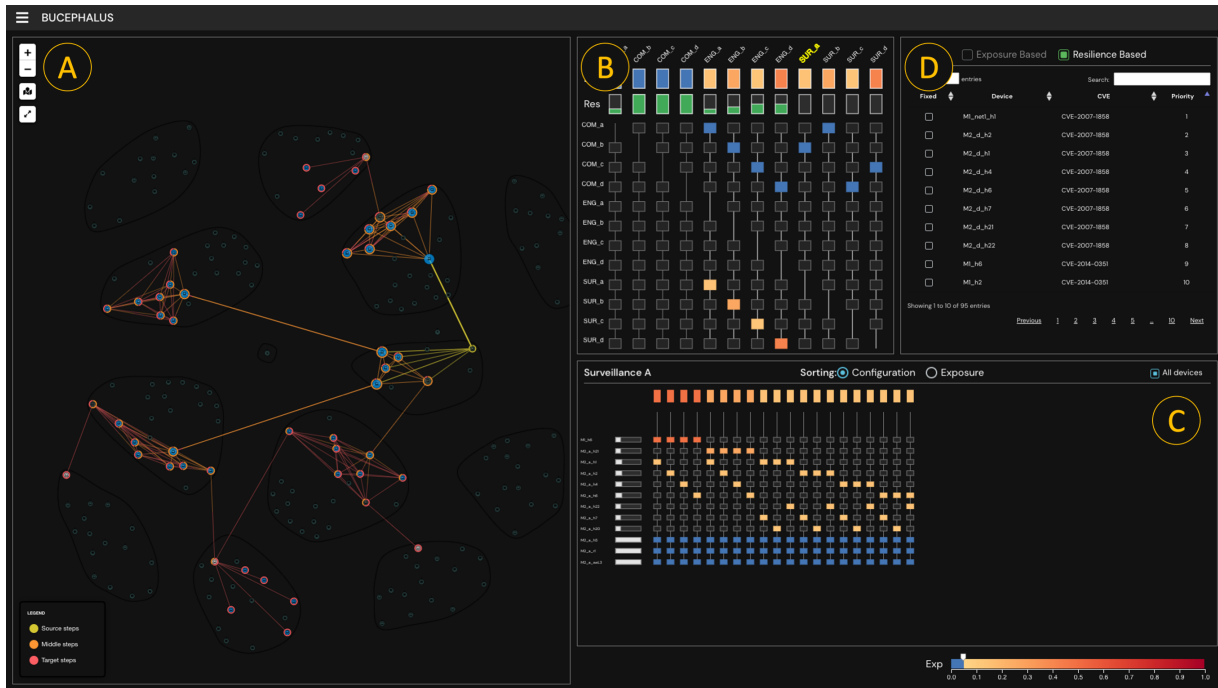 BUCEPHALUS
A
B
C
D
+
−
LEGEND
Source steps
Middle steps
Target steps
COM_b
COM_c
COM_d
ENG_a
ENG_b
ENG_c
ENG_d
SUR_a
SUR_b
SUR_c
SUR_d
Res
COM_a
COM_b
COM_c
COM_d
ENG_a
ENG_b
ENG_c
ENG_d
SUR_a
SUR_b
SUR_c
SUR_d
Exposure Based Resilience Based
entries Search:
Fixed Device CVE Priority
M1_net1_h1 CVE-2007-1858 1
M2_d_h2 CVE-2007-1858 2
M2_d_h1 CVE-2007-1858 3
M2_d_h4 CVE-2007-1858 4
M2_d_h6 CVE-2007-1858 5
M2_d_h7 CVE-2007-1858 6
M2_d_h21 CVE-2007-1858 7
M2_d_h22 CVE-2007-1858 8
M1_h6 CVE-2014-0351 9
M1_h2 CVE-2014-0351 10
Showing 1 to 10 of 95 entries
Previous 1 2 3 4 5 … 10 Next
Surveillance A Sorting: Configuration Exposure All devices
M1_h6
M2_a_h21
Exp
0.0 0.1 0.2 0.3 0.4 0.5 0.6 0.7 0.8 0.9 1.0